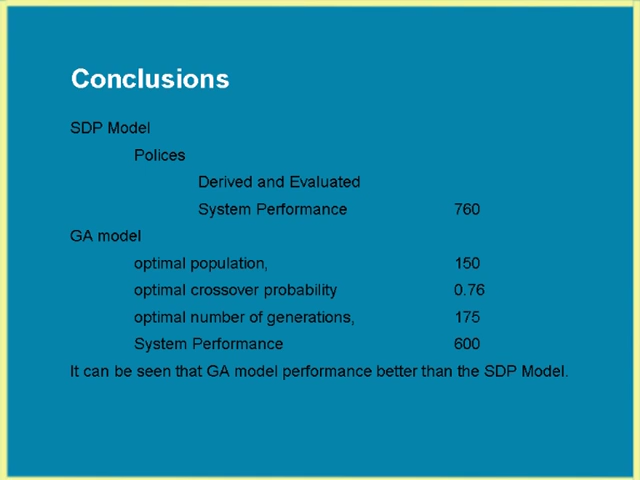 Conclusions
SDP Model
Polices
Derived and Evaluated
System Performance 760
GA model
optimal population, 150
optimal crossover probability 0.76
optimal number of generations, 175
System Performance 600
It can be seen that GA model performance better than the SDP Model.